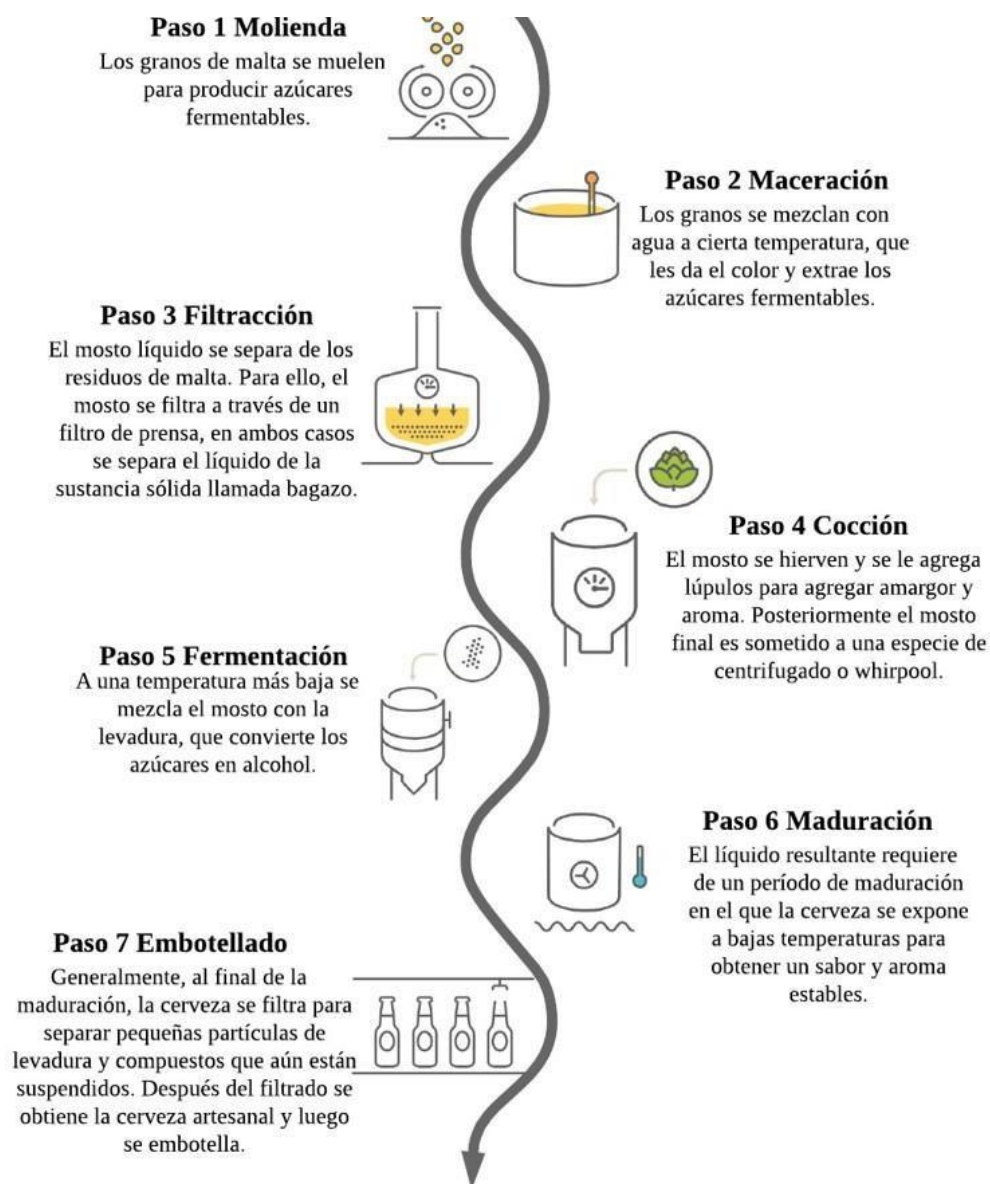 Paso 1 Molienda
Los granos de malta se muelen
para producir azúcares
fermentables.
Paso 2 Maceración
Los granos se mezclan con
agua a cierta temperatura, que
les da el color y extrae los
azúcares fermentables.
Paso 3 Filtracción
El mosto líquido se separa de los
residuos de malta. Para ello, el
mosto se filtra a través de un
filtro de prensa, en ambos casos
se separa el líquido de la
sustancia sólida llamada bagazo.
Paso 4 Cocción
El mosto se hierven y se le agrega
lúpulos para agregar amargor y
aroma. Posteriormente el mosto
final es sometido a una especie de
centrifugado o whirpool.
Paso 5 Fermentación
A una temperatura más baja se
mezcla el mosto con la
levadura, que convierte los
azúcares en alcohol.
Paso 6 Maduración
El líquido resultante requiere
de un período de maduración
en el que la cerveza se expone
a bajas temperaturas para
obtener un sabor y aroma
estables.
Paso 7 Embotellado
Generalmente, al final de la
maduración, la cerveza se filtra para
separar pequeñas partículas de
levadura y compuestos que aún están
suspendidos. Después del filtrado se
obtiene la cerveza artesanal y luego
se embotella.